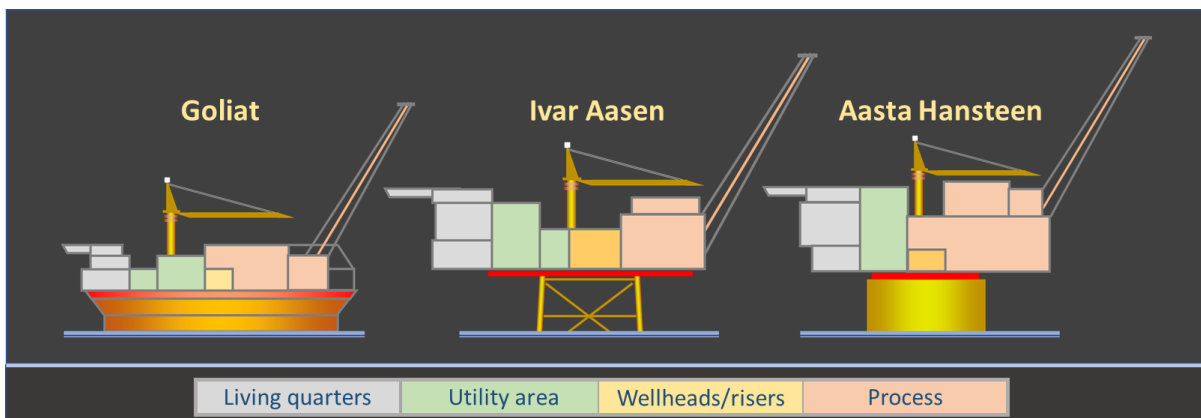 Goliat
Ivar Aasen
Aasta Hansteen
Living quarters
Utility area
Wellheads/risers
Process